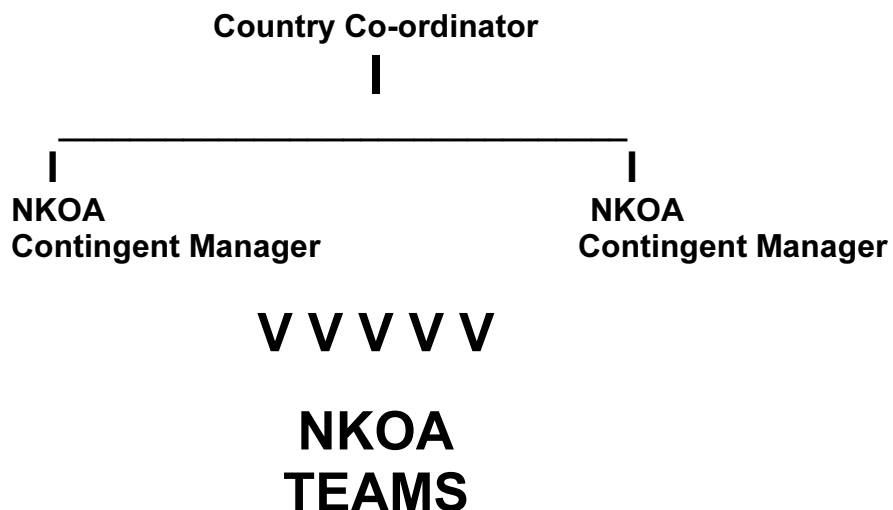 Country Co-ordinator
NKOA NKOA
Contingent Manager Contingent Manager
V V V V V
NKOA
TEAMS